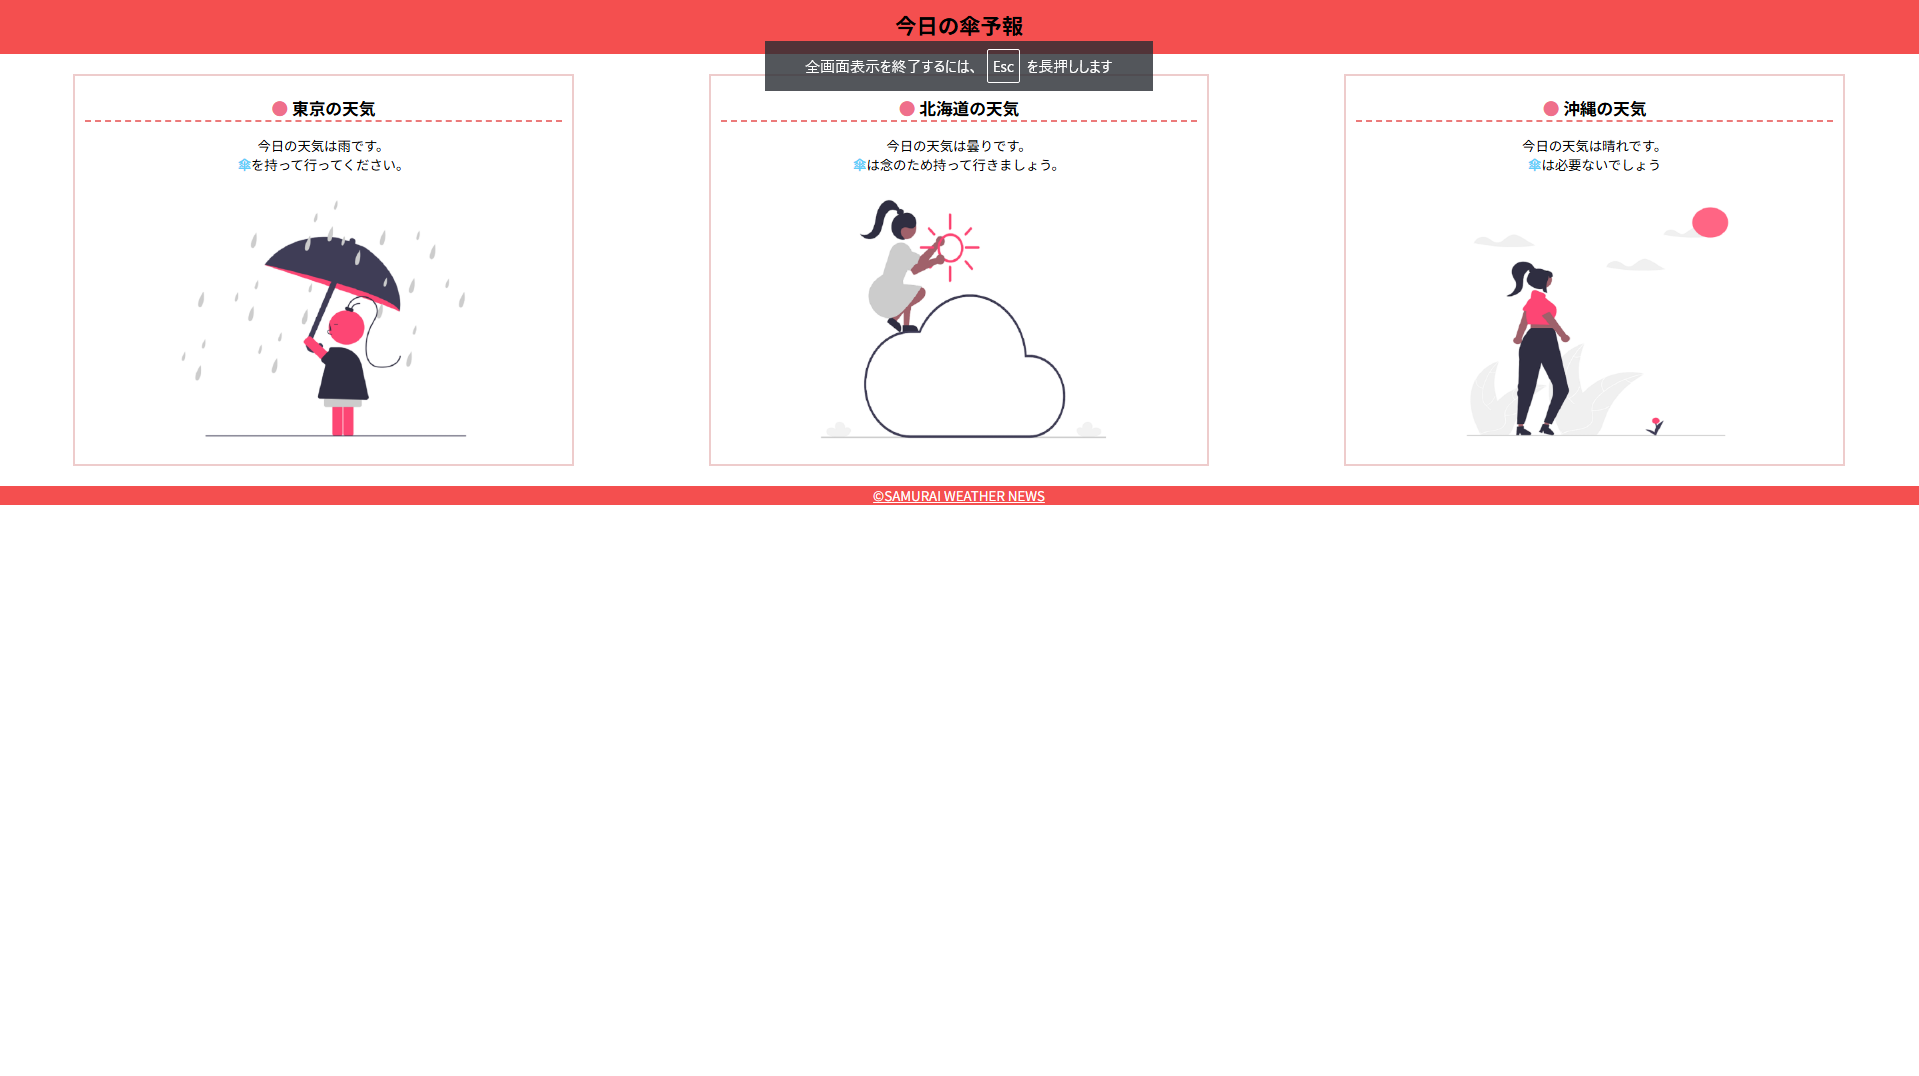 今日の傘予報
全画面表示を終了するには、 Esc を長押しします
東京の天気
今日の天気は雨です。
傘を持って行ってください。
北海道の天気
今日の天気は曇りです。
傘は念のため持って行きましょう。
沖縄の天気
今日の天気は晴れです。
傘は必要ないでしょう
©SAMURAI WEATHER NEWS